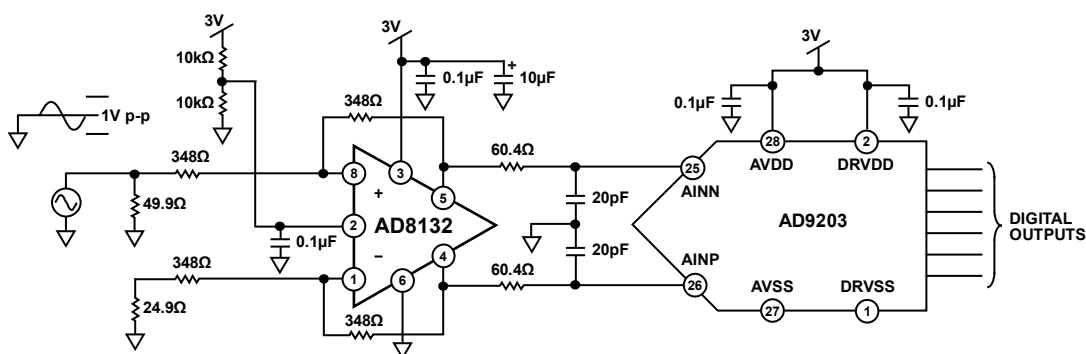 3V
10kΩ
10kΩ
1V p-p
348Ω
49.9Ω
348Ω
24.9Ω
0.1µF
3V
0.1µF
+
10µF
348Ω
8
3
+
5
2
AD8132
−
4
1
6
348Ω
60.4Ω
20pF
20pF
60.4Ω
3V
0.1µF
0.1µF
28
2
AVDD
DRVDD
25
AINN
AD9203
AINP
26
AVSS
DRVSS
27
1
DIGITAL
OUTPUTS